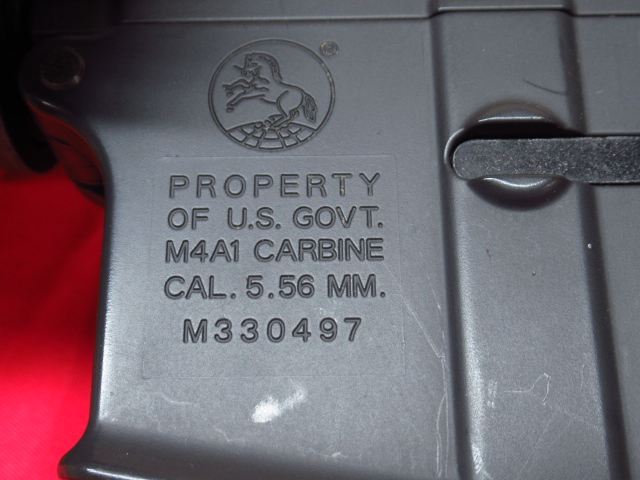 ®
PROPERTY
OF U.S. GOVT.
M4A1 CARBINE
CAL. 5.56 MM.
M330497